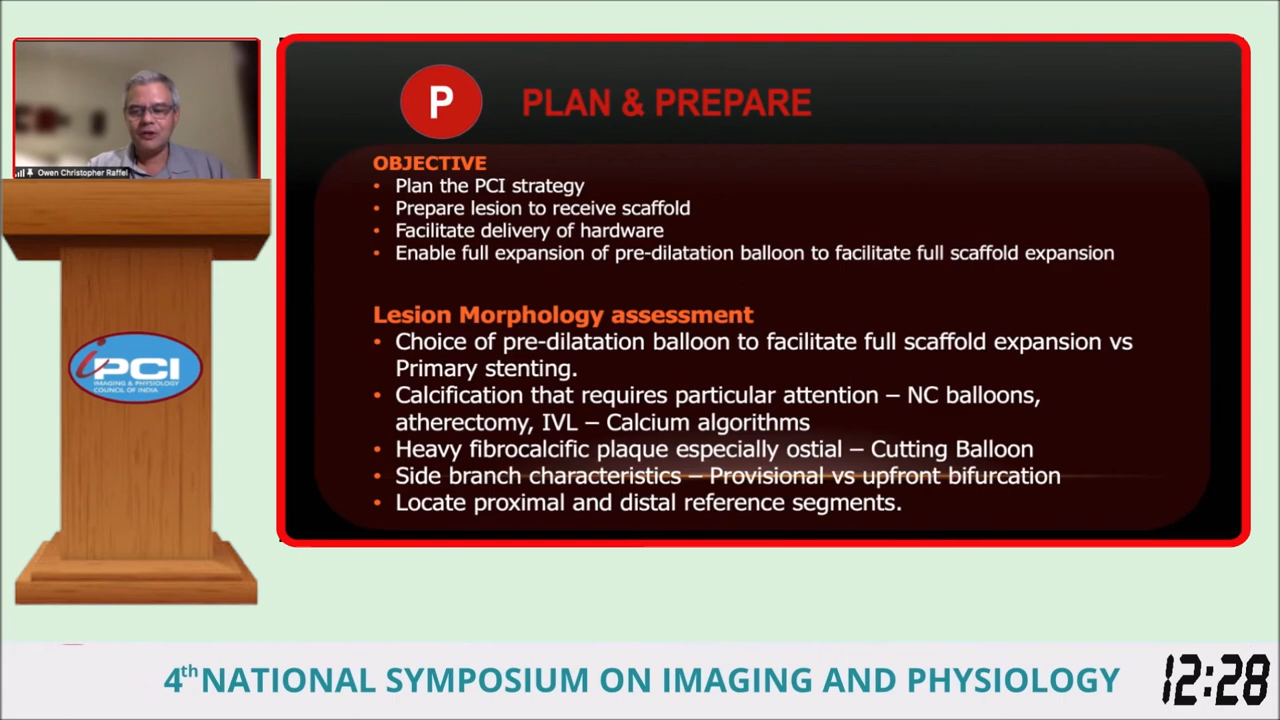 P
PLAN & PREPARE
OBJECTIVE
• Plan the PCI strategy
• Prepare lesion to receive scaffold
• Facilitate delivery of hardware
• Enable full expansion of pre-dilatation balloon to facilitate full scaffold expansion
Lesion Morphology assessment
• Choice of pre-dilatation balloon to facilitate full scaffold expansion vs
Primary stenting.
• Calcification that requires particular attention – NC balloons,
atherectomy, IVL – Calcium algorithms
• Heavy fibrocalcific plaque especially ostial – Cutting Balloon
• Side branch characteristics – Provisional vs upfront bifurcation
• Locate proximal and distal reference segments.
Owen Christopher Raffel
iPCI
IMAGING & PHYSIOLOGY
COUNCIL OF INDIA
4th NATIONAL SYMPOSIUM ON IMAGING AND PHYSIOLOGY
12:28